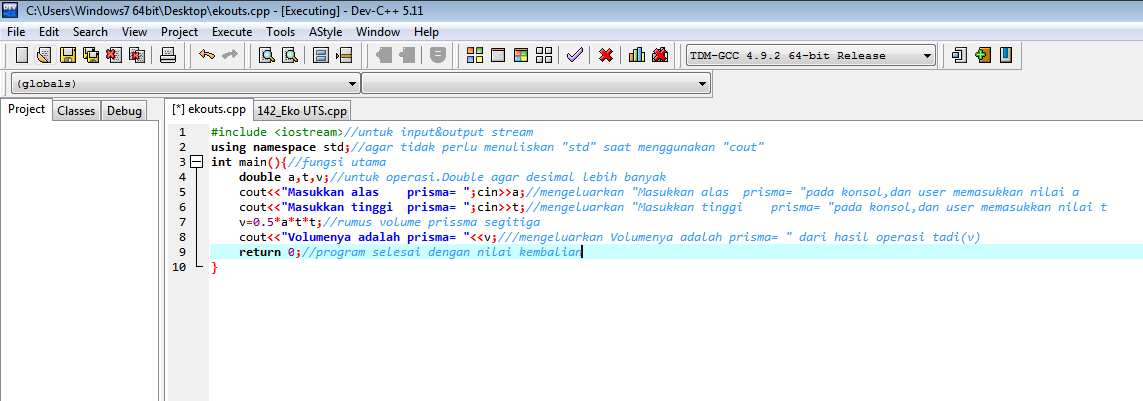 C:\Users\Windows7 64bit\Desktop\ekouts.cpp - [Executing] - Dev-C++ 5.11
File Edit Search View Project Execute Tools AStyle Window Help
TDM-GCC 4.9.2 64-bit Release
(globals)
Project Classes Debug [*] ekouts.cpp 142_Eko UTS.cpp
1 #include <iostream>//untuk input&output stream
2 using namespace std;//agar tidak perlu menuliskan "std" saat menggunakan "cout"
3 int main(){//fungsi utama
4 double a,t,v;//untuk operasi.Double agar desimal lebih banyak
5 cout<<"Masukkan alas    prisma= ";cin>>a;//mengeluarkan "Masukkan alas  prisma= "pada konsol,dan user memasukkan nilai a
6 cout<<"Masukkan tinggi  prisma= ";cin>>t;//mengeluarkan "Masukkan tinggi    prisma= "pada konsol,dan user memasukkan nilai t
7 v=0.5*a*t*t;//rumus volume prissma segitiga
8 cout<<"Volumenya adalah prisma= "<<v;///mengeluarkan Volumenya adalah prisma= " dari hasil operasi tadi(v)
9 return 0;//program selesai dengan nilai kembalian
10 }